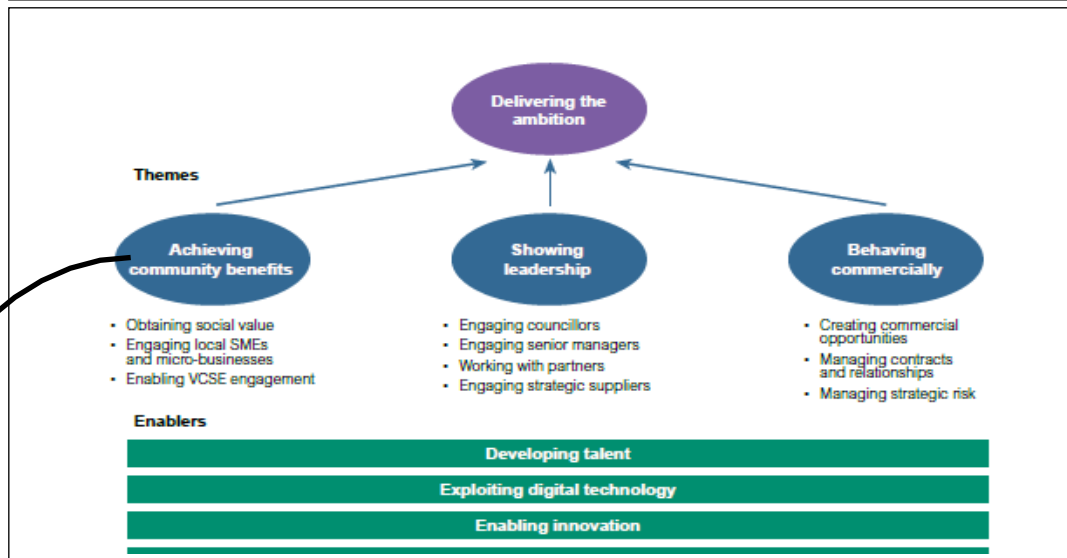 Delivering the
ambition
Themes
Achieving
community benefits
Showing
leadership
Behaving
commercially
• Obtaining social value
• Engaging local SMEs
and micro-businesses
• Enabling VCSE engagement
• Engaging councillors
• Engaging senior managers
• Working with partners
• Engaging strategic suppliers
• Creating commercial
opportunities
• Managing contracts
and relationships
• Managing strategic risk
Enablers
Developing talent
Exploiting digital technology
Enabling innovation